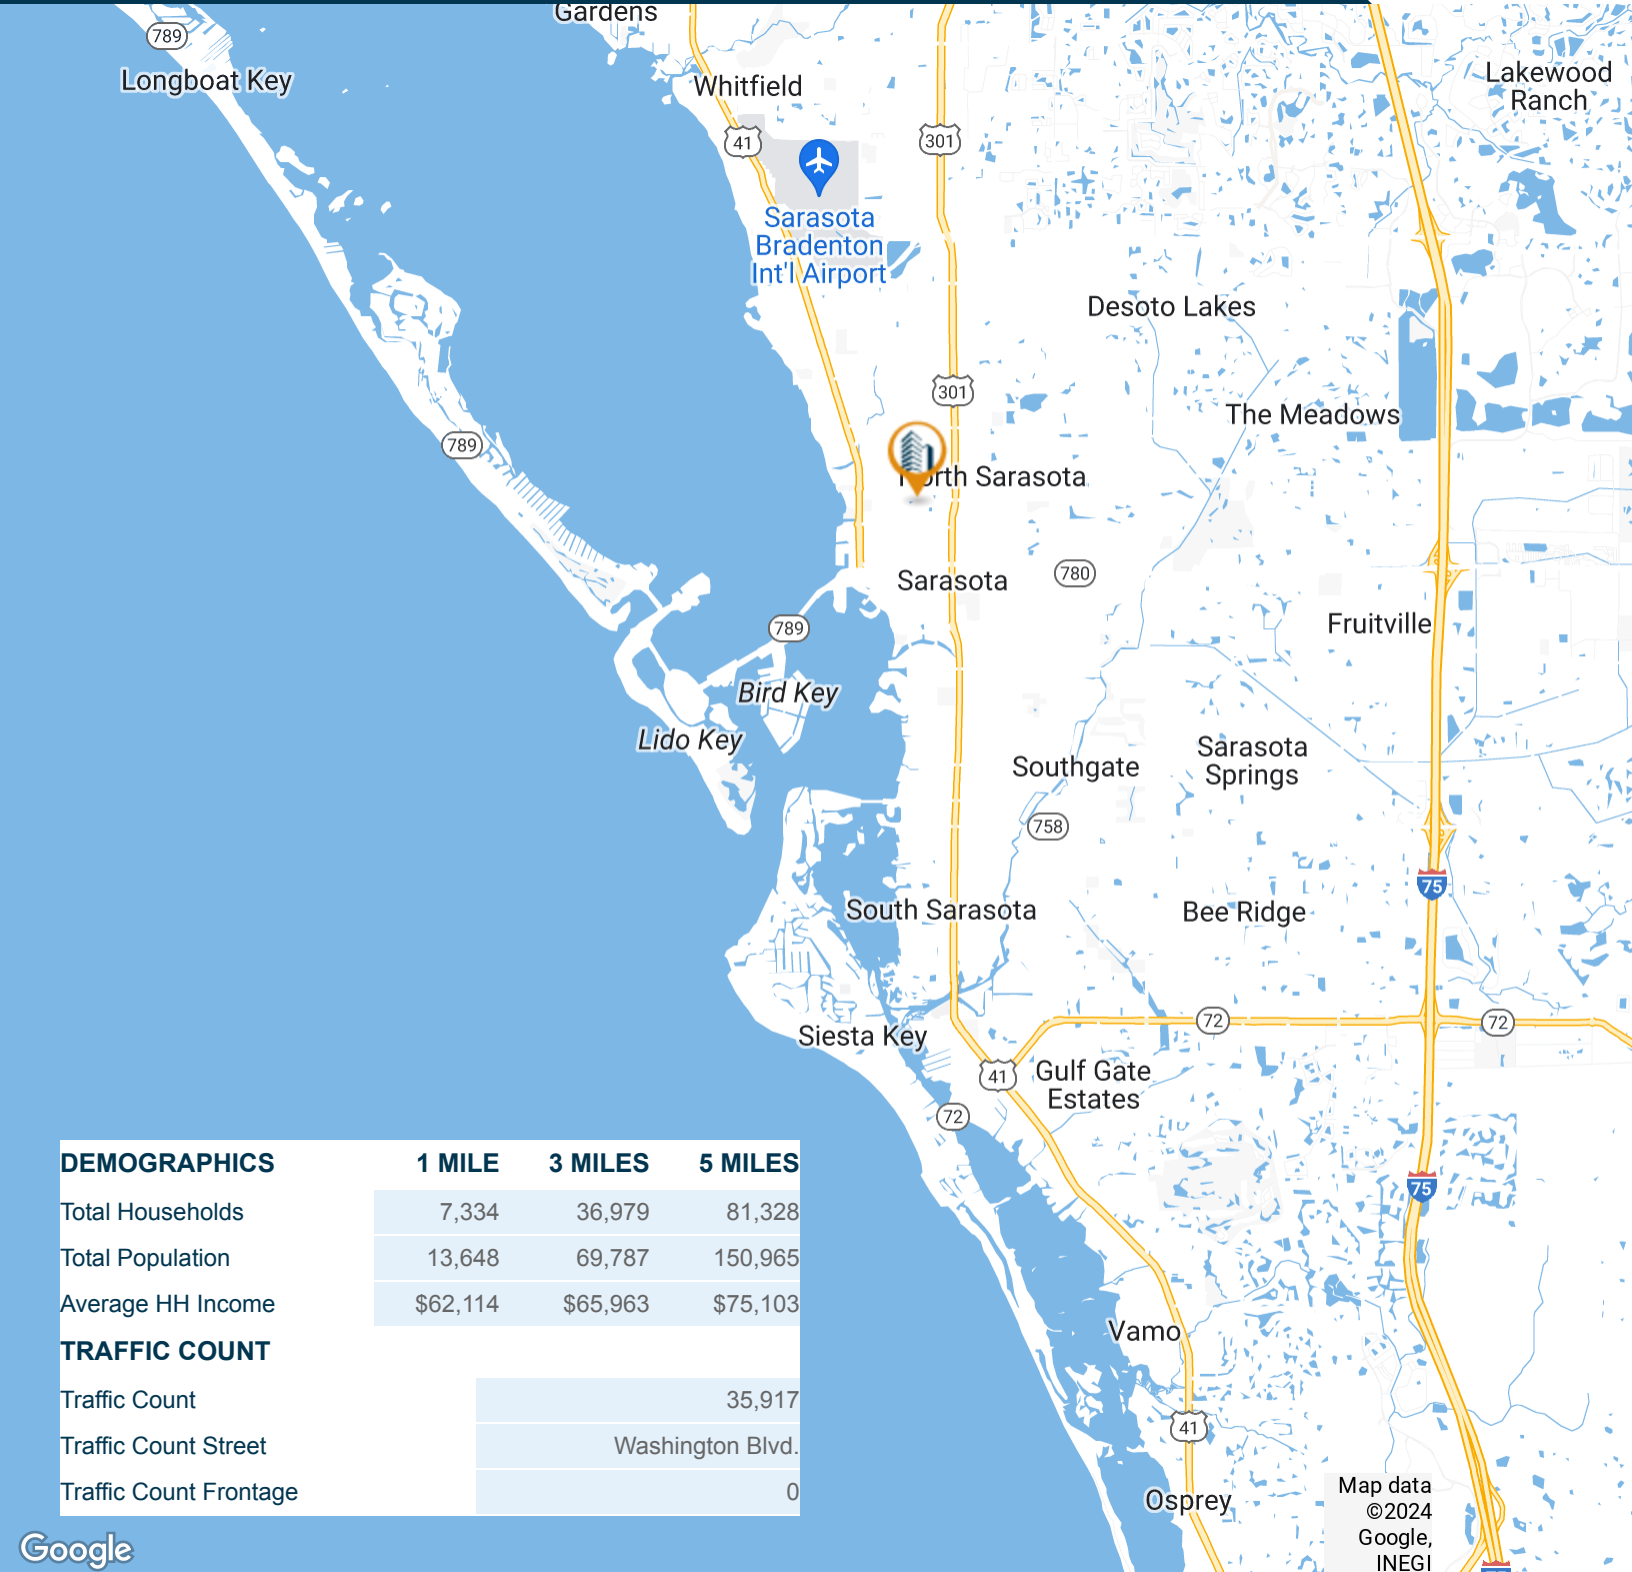 Gardens
789
Longboat Key
Whitfield
Lakewood
Ranch
41
301
Sarasota
Bradenton
Int'l Airport
Desoto Lakes
301
The Meadows
789
North Sarasota
Sarasota
780
789
Fruitville
Bird Key
Lido Key
Sarasota
Springs
Southgate
758
75
South Sarasota
Bee Ridge
72
72
Siesta Key
41
Gulf Gate
Estates
72
75
DEMOGRAPHICS 1 MILE 3 MILES 5 MILES
Total Households 7,334 36,979 81,328
Total Population 13,648 69,787 150,965
Average HH Income $62,114 $65,963 $75,103
TRAFFIC COUNT
Traffic Count 35,917
Traffic Count Street Washington Blvd.
Traffic Count Frontage 0
Vamo
41
Osprey
Map data
©2024
Google,
INEGI
Google